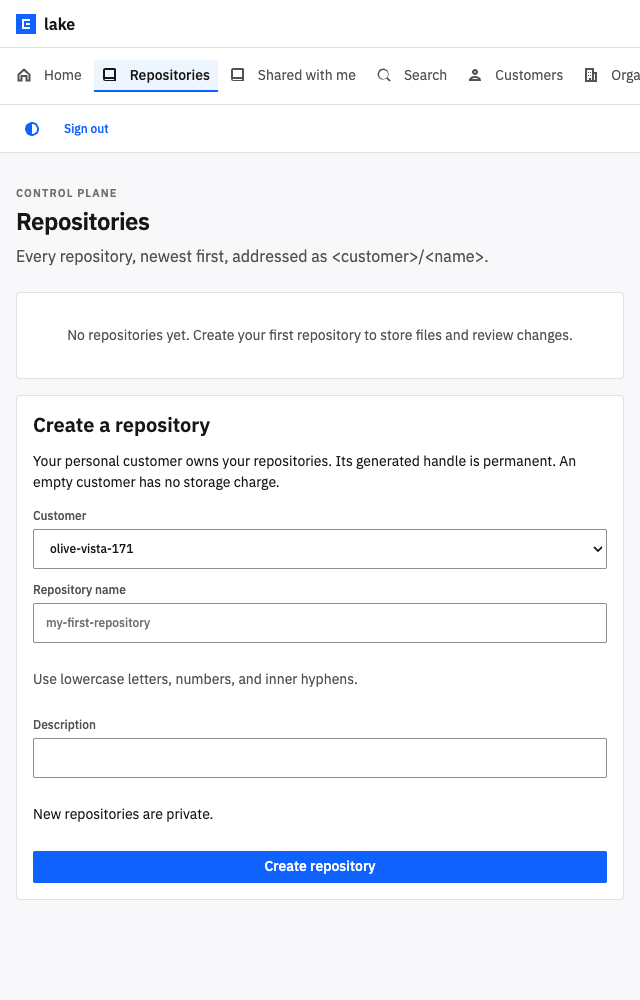 lake
Home Repositories Shared with me Search Customers Orga
Sign out
CONTROL PLANE
Repositories
Every repository, newest first, addressed as <customer>/<name>.
No repositories yet. Create your first repository to store files and review changes.
Create a repository
Your personal customer owns your repositories. Its generated handle is permanent. An
empty customer has no storage charge.
Customer
olive-vista-171
Repository name
my-first-repository
Use lowercase letters, numbers, and inner hyphens.
Description
New repositories are private.
Create repository